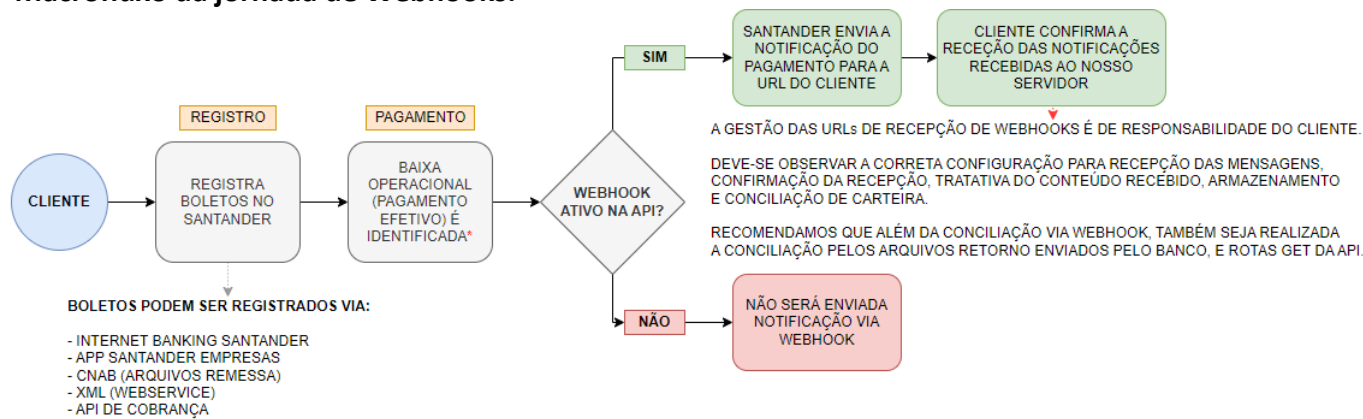 Macrofluxo da jornada de Webhooks:
CLIENTE
REGISTRO
REGISTRA
BOLETOS NO
SANTANDER
BOLETOS PODEM SER REGISTRADOS VIA:
- INTERNET BANKING SANTANDER
- APP SANTANDER EMPRESAS
- CNAB (ARQUIVOS REMESSA)
- XML (WEBSERVICE)
- API DE COBRANÇA
PAGAMENTO
BAIXA
OPERACIONAL
(PAGAMENTO
EFETIVO) É
IDENTIFICADA*
WEBHOOK
ATIVO NA API?
SIM
SANTANDER ENVIA A
NOTIFICAÇÃO DO
PAGAMENTO PARA A
URL DO CLIENTE
CLIENTE CONFIRMA A
RECEÇÃO DAS NOTIFICAÇÕES
RECEBIDAS AO NOSSO
SERVIDOR
A GESTÃO DAS URLs DE RECEPÇÃO DE WEBHOOKS É DE RESPONSABILIDADE DO CLIENTE.
DEVE-SE OBSERVAR A CORRETA CONFIGURAÇÃO PARA RECEPÇÃO DAS MENSAGENS,
CONFIRMAÇÃO DA RECEPÇÃO, TRATATIVA DO CONTEÚDO RECEBIDO, ARMAZENAMENTO
E CONCILIAÇÃO DE CARTEIRA.
RECOMENDAMOS QUE ALÉM DA CONCILIAÇÃO VIA WEBHOOK, TAMBÉM SEJA REALIZADA
A CONCILIAÇÃO PELOS ARQUIVOS RETORNO ENVIADOS PELO BANCO, E ROTAS GET DA API.
NÃO
NÃO SERÁ ENVIADA
NOTIFICAÇÃO VIA
WEBHOOK